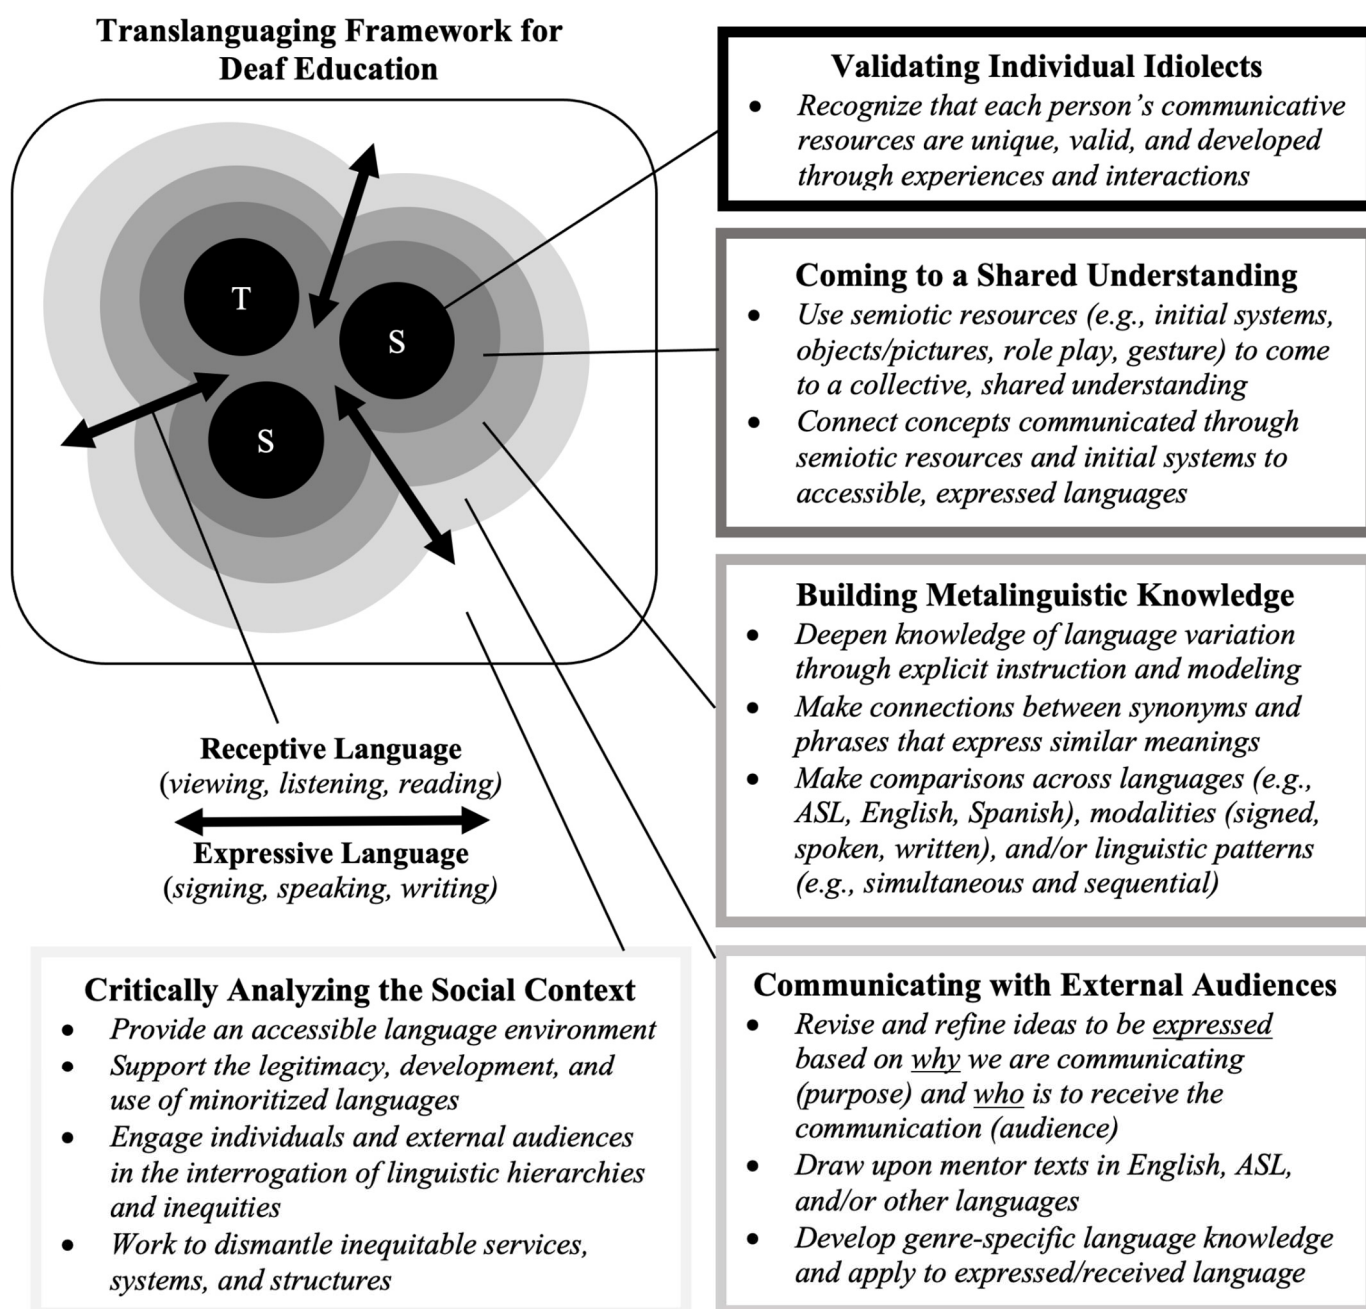 Translanguaging Framework for
Deaf Education
T
S
S
Receptive Language
(viewing, listening, reading)
Expressive Language
(signing, speaking, writing)
Validating Individual Idiolects
• Recognize that each person’s communicative
resources are unique, valid, and developed
through experiences and interactions
Coming to a Shared Understanding
• Use semiotic resources (e.g., initial systems,
objects/pictures, role play, gesture) to come
to a collective, shared understanding
• Connect concepts communicated through
semiotic resources and initial systems to
accessible, expressed languages
Building Metalinguistic Knowledge
• Deepen knowledge of language variation
through explicit instruction and modeling
• Make connections between synonyms and
phrases that express similar meanings
• Make comparisons across languages (e.g.,
ASL, English, Spanish), modalities (signed,
spoken, written), and/or linguistic patterns
(e.g., simultaneous and sequential)
Critically Analyzing the Social Context
• Provide an accessible language environment
• Support the legitimacy, development, and
use of minoritized languages
• Engage individuals and external audiences
in the interrogation of linguistic hierarchies
and inequities
• Work to dismantle inequitable services,
systems, and structures
Communicating with External Audiences
• Revise and refine ideas to be expressed
based on why we are communicating
(purpose) and who is to receive the
communication (audience)
• Draw upon mentor texts in English, ASL,
and/or other languages
• Develop genre-specific language knowledge
and apply to expressed/received language